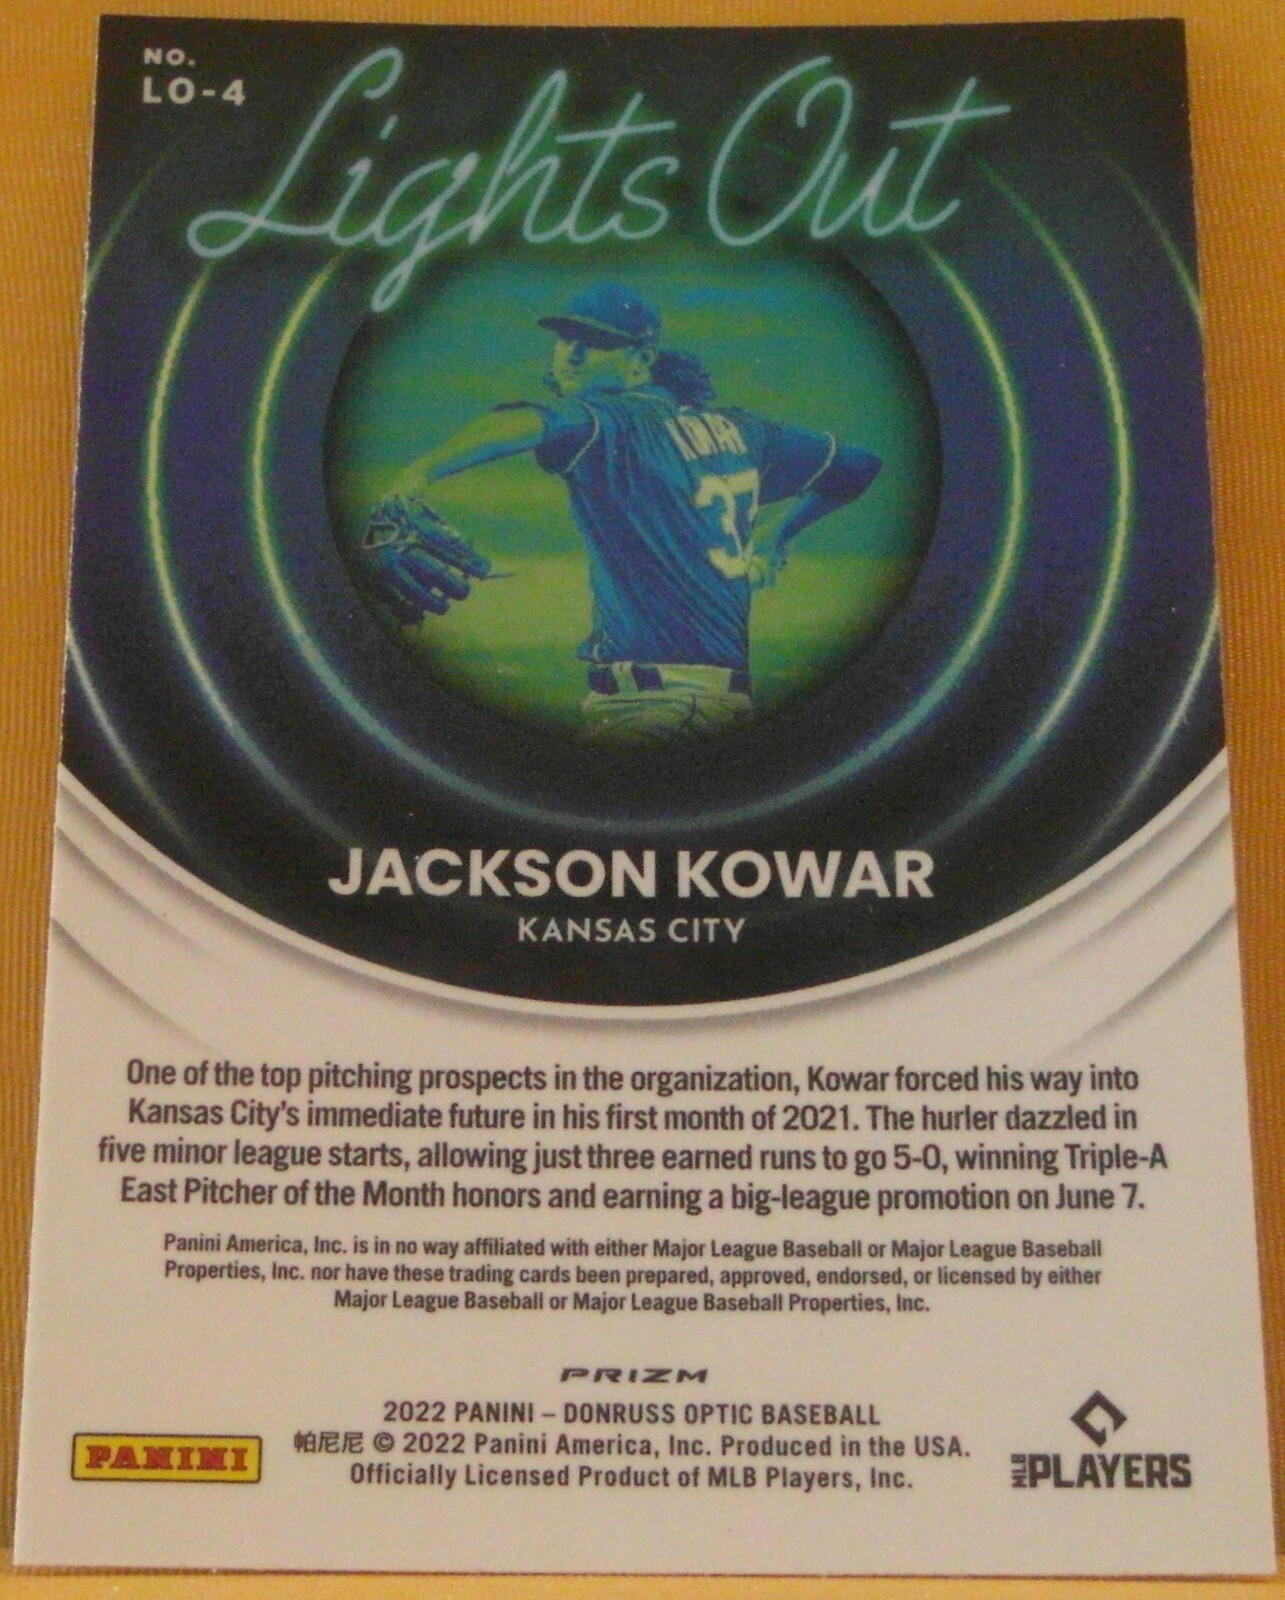 NO.
LO-4
Lights Out
KOWAR
37
JACKSON KOWAR
KANSAS CITY
One of the top pitching prospects in the organization, Kowar forced his way into
Kansas City's immediate future in his first month of 2021. The hurler dazzled in
five minor league starts, allowing just three earned runs to go 5-0, winning Triple-A
East Pitcher of the Month honors and earning a big-league promotion on June 7.
Panini America, Inc. is in no way affiliated with either Major League Baseball or Major League Baseball
Properties, Inc. nor have these trading cards been prepared, approved, endorsed, or licensed by either
Major League Baseball or Major League Baseball Properties, Inc.
PRIZM
2022 PANINI – DONRUSS OPTIC BASEBALL
帕尼尼 © 2022 Panini America, Inc. Produced in the USA.
Officially Licensed Product of MLB Players, Inc.
PANINI
MLB PLAYERS